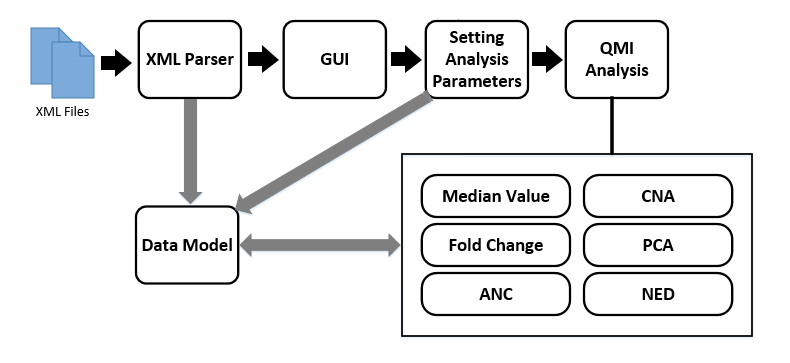 XML Files
XML Parser
GUI
Setting
Analysis
Parameters
QMI
Analysis
Data Model
Median Value
CNA
Fold Change
PCA
ANC
NED